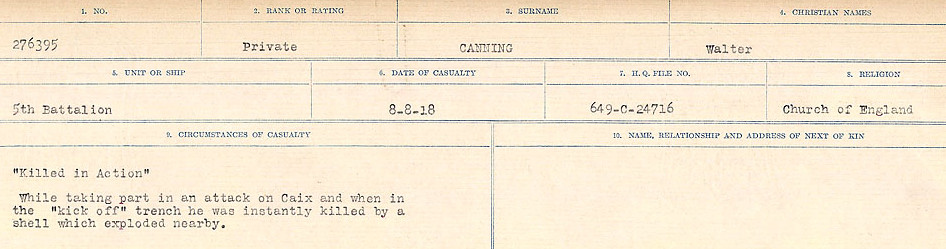 1. NO. 2. RANK OR RATING 3. SURNAME 4. CHRISTIAN NAMES
276395 Private CANNING Walter
5. UNIT OR SHIP 6. DATE OF CASUALTY 7. H. Q. FILE NO. 8. RELIGION
5th Battalion 8-8-18 649-C-24716 Church of England
9. CIRCUMSTANCES OF CASUALTY 10. NAME, RELATIONSHIP AND ADDRESS OF NEXT OF KIN
"Killed in Action"
While taking part in an attack on Caix and when in
the "kick off" trench he was instantly killed by a
shell which exploded nearby.